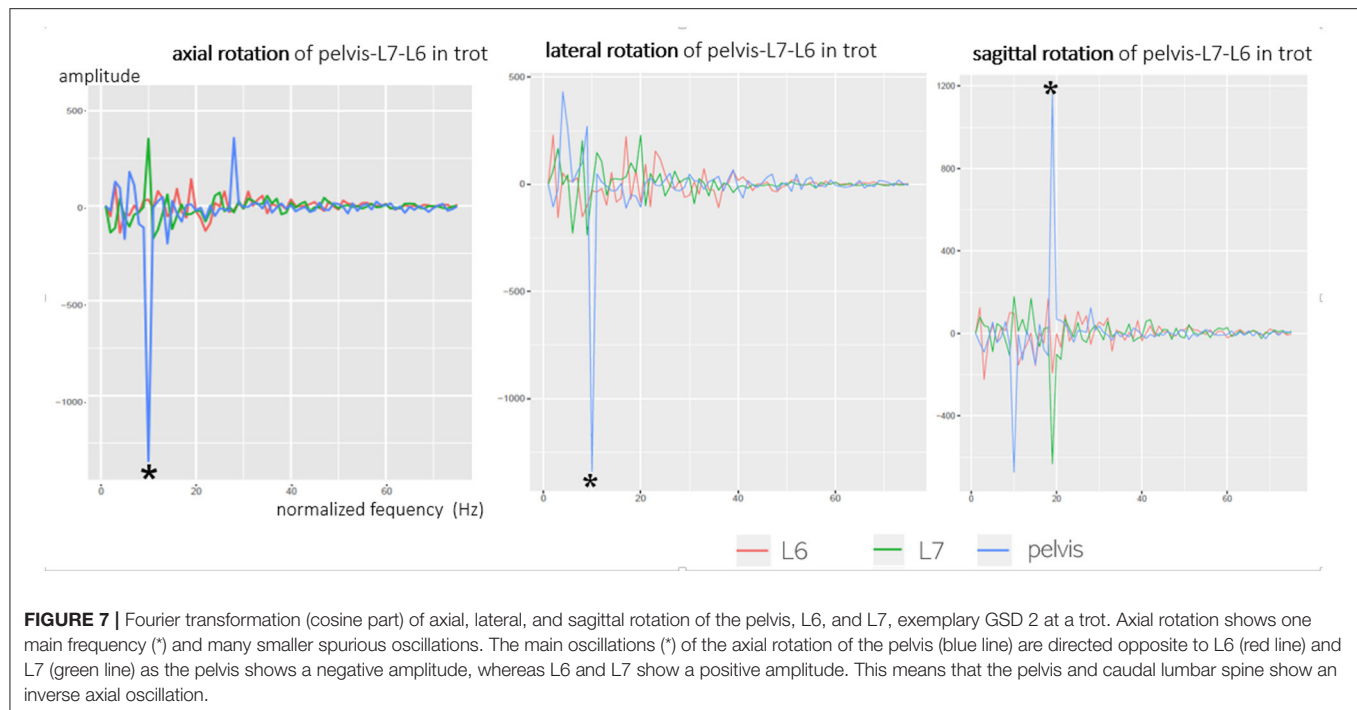 axial rotation of pelvis-L7-L6 in trot
lateral rotation of pelvis-L7-L6 in trot
sagittal rotation of pelvis-L7-L6 in trot
amplitude
500
0
−500
−1000
0
20
40
60
normalized fequency (Hz)
*
500
0
−500
−1000
0
20
40
60
*
1200
800
400
0
−400
0
20
40
60
*
L6
L7
pelvis
FIGURE 7 | Fourier transformation (cosine part) of axial, lateral, and sagittal rotation of the pelvis, L6, and L7, exemplary GSD 2 at a trot. Axial rotation shows one
main frequency (*) and many smaller spurious oscillations. The main oscillations (*) of the axial rotation of the pelvis (blue line) are directed opposite to L6 (red line) and
L7 (green line) as the pelvis shows a negative amplitude, whereas L6 and L7 show a positive amplitude. This means that the pelvis and caudal lumbar spine show an
inverse axial oscillation.